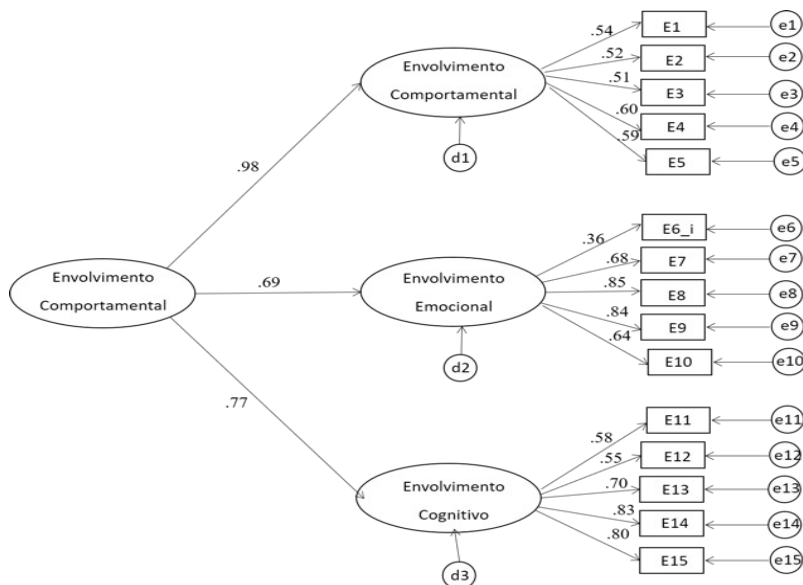 .54
E1
e1
.52
E2
e2
Envolvimento
Comportamental
.51
E3
e3
.60
E4
e4
.59
E5
e5
d1
.98
.36
E6_i
e6
.68
E7
e7
Envolvimento
Comportamental
.69
Envolvimento
Emocional
.85
E8
e8
.84
E9
e9
.64
E10
e10
d2
.77
.58
E11
e11
.55
E12
e12
Envolvimento
Cognitivo
.70
E13
e13
.83
E14
e14
.80
E15
e15
d3